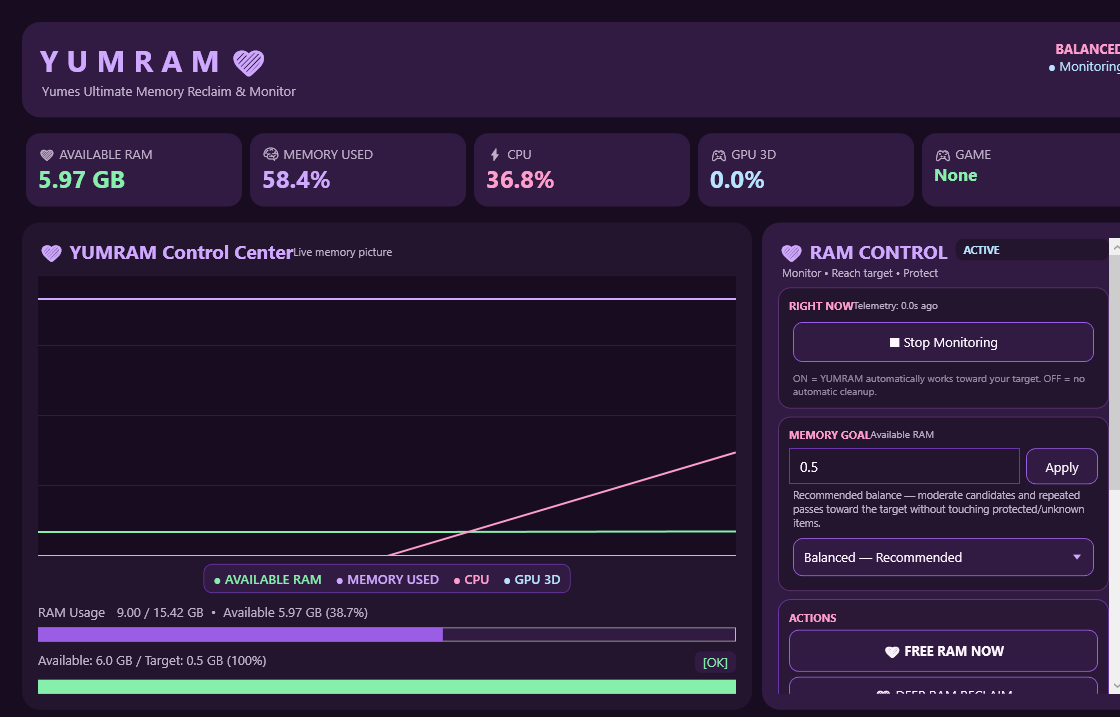 YUMRAM
Yumes Ultimate Memory Reclaim & Monitor
BALANCED
● Monitoring
AVAILABLE RAM
5.97 GB
MEMORY USED
58.4%
CPU
36.8%
GPU 3D
0.0%
GAME
None
YUMRAM Control Center Live memory picture
● AVAILABLE RAM ● MEMORY USED ● CPU ● GPU 3D
RAM Usage 9.00 / 15.42 GB • Available 5.97 GB (38.7%)
Available: 6.0 GB / Target: 0.5 GB (100%)
[OK]
RAM CONTROL
ACTIVE
Monitor • Reach target • Protect
RIGHT NOW Telemetry: 0.0s ago
Stop Monitoring
ON = YUMRAM automatically works toward your target. OFF = no
automatic cleanup.
MEMORY GOAL Available RAM
0.5
Apply
Recommended balance — moderate candidates and repeated
passes toward the target without touching protected/unknown
items.
Balanced — Recommended
ACTIONS
FREE RAM NOW
DEEP RAM RECLAIM